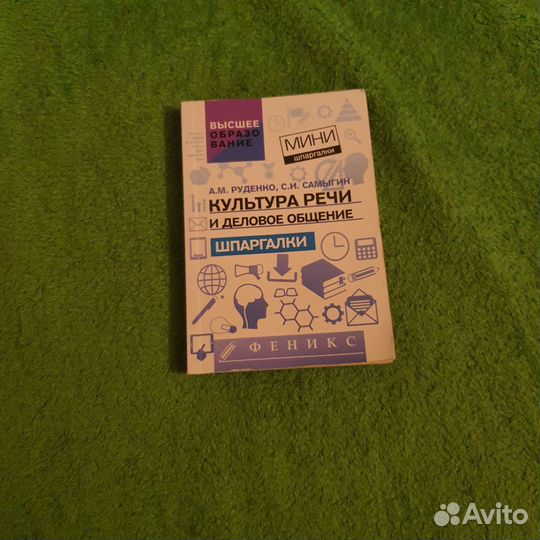 ВЫСШЕЕ
ОБРАЗО
ВАНИЕ
МИНИ
шпаргалки
А.М. РУДЕНКО, С.И. САМЫГИН
КУЛЬТУРА РЕЧИ
И ДЕЛОВОЕ ОБЩЕНИЕ
ШПАРГАЛКИ
ФЕНИКС
Avito